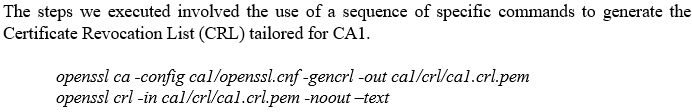 The steps we executed involved the use of a sequence of specific commands to generate the
Certificate Revocation List (CRL) tailored for CA1.
openssl ca -config ca1/openssl.cnf -gencrl -out ca1/crl/ca1.crl.pem
openssl crl -in ca1/crl/ca1.crl.pem -noout –text